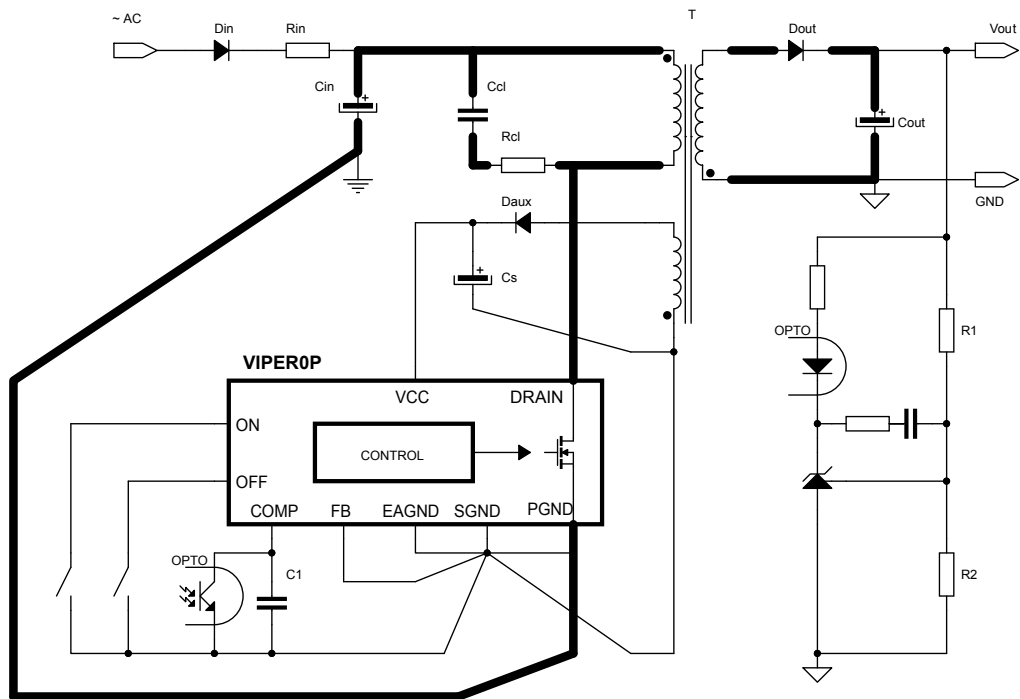 ~ AC
Din
Rin
T
Dout
Vout
Cin
+
Ccl
+
Cout
Rcl
GND
Daux
+
Cs
OPTO
R1
VIPER0P
VCC
DRAIN
ON
CONTROL
OFF
COMP
FB
EAGND
SGND
PGND
OPTO
C1
R2